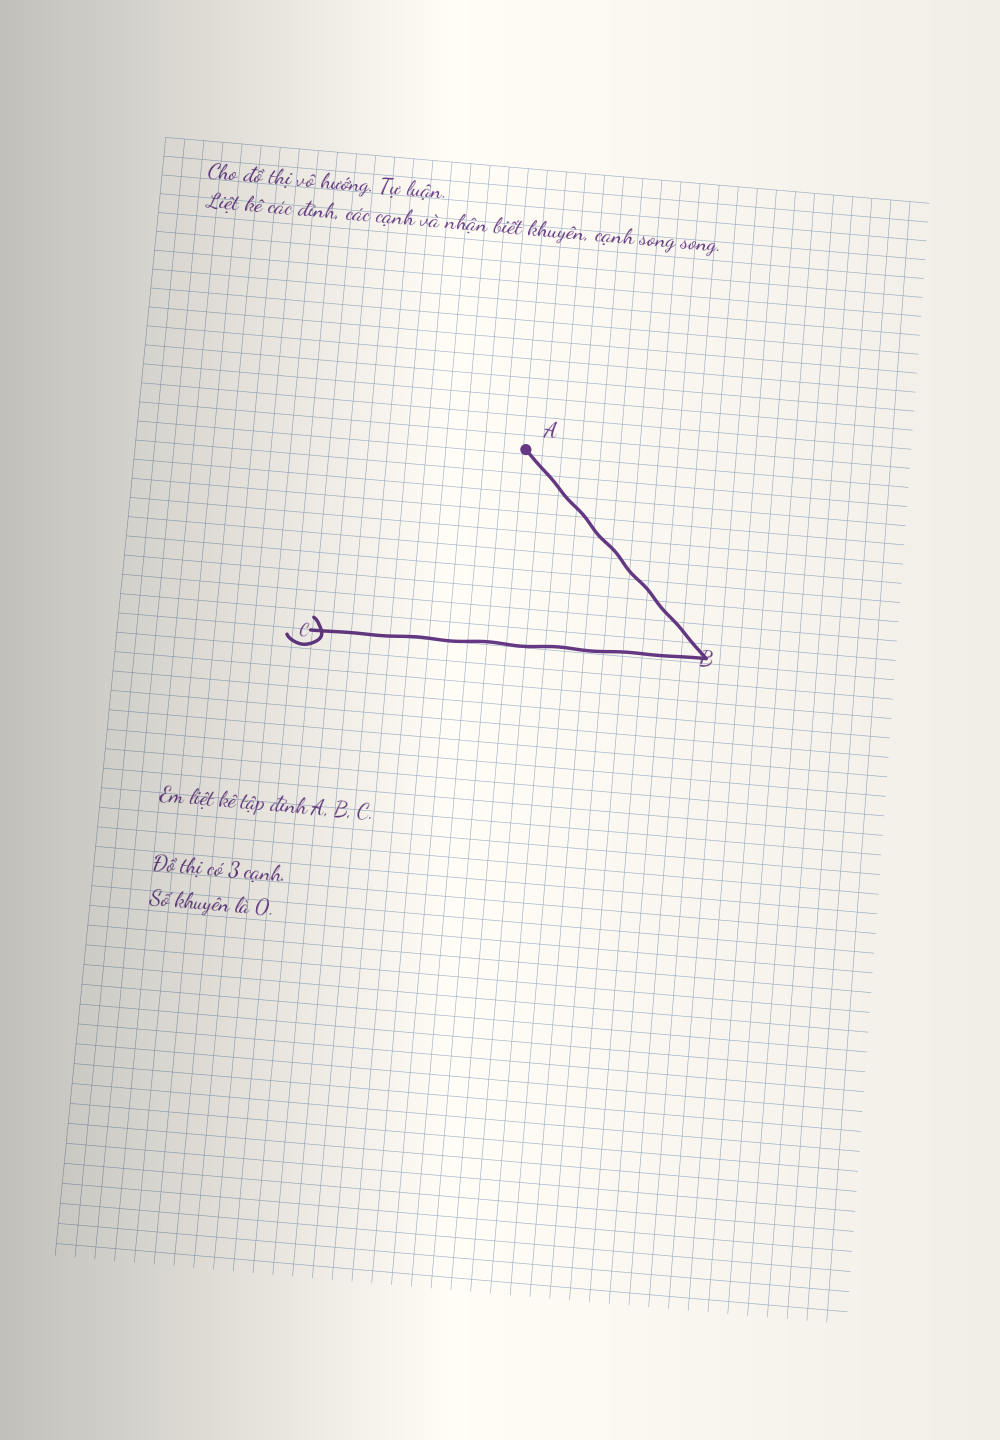 Cho đồ thị vô hướng. Tự luận.
Liệt kê các đỉnh, các cạnh và nhận biết khuyên, cạnh song song.
A
C
B
Em liệt kê tập đỉnh A, B, C.
Đồ thị có 3 cạnh.
Số khuyên là 0.